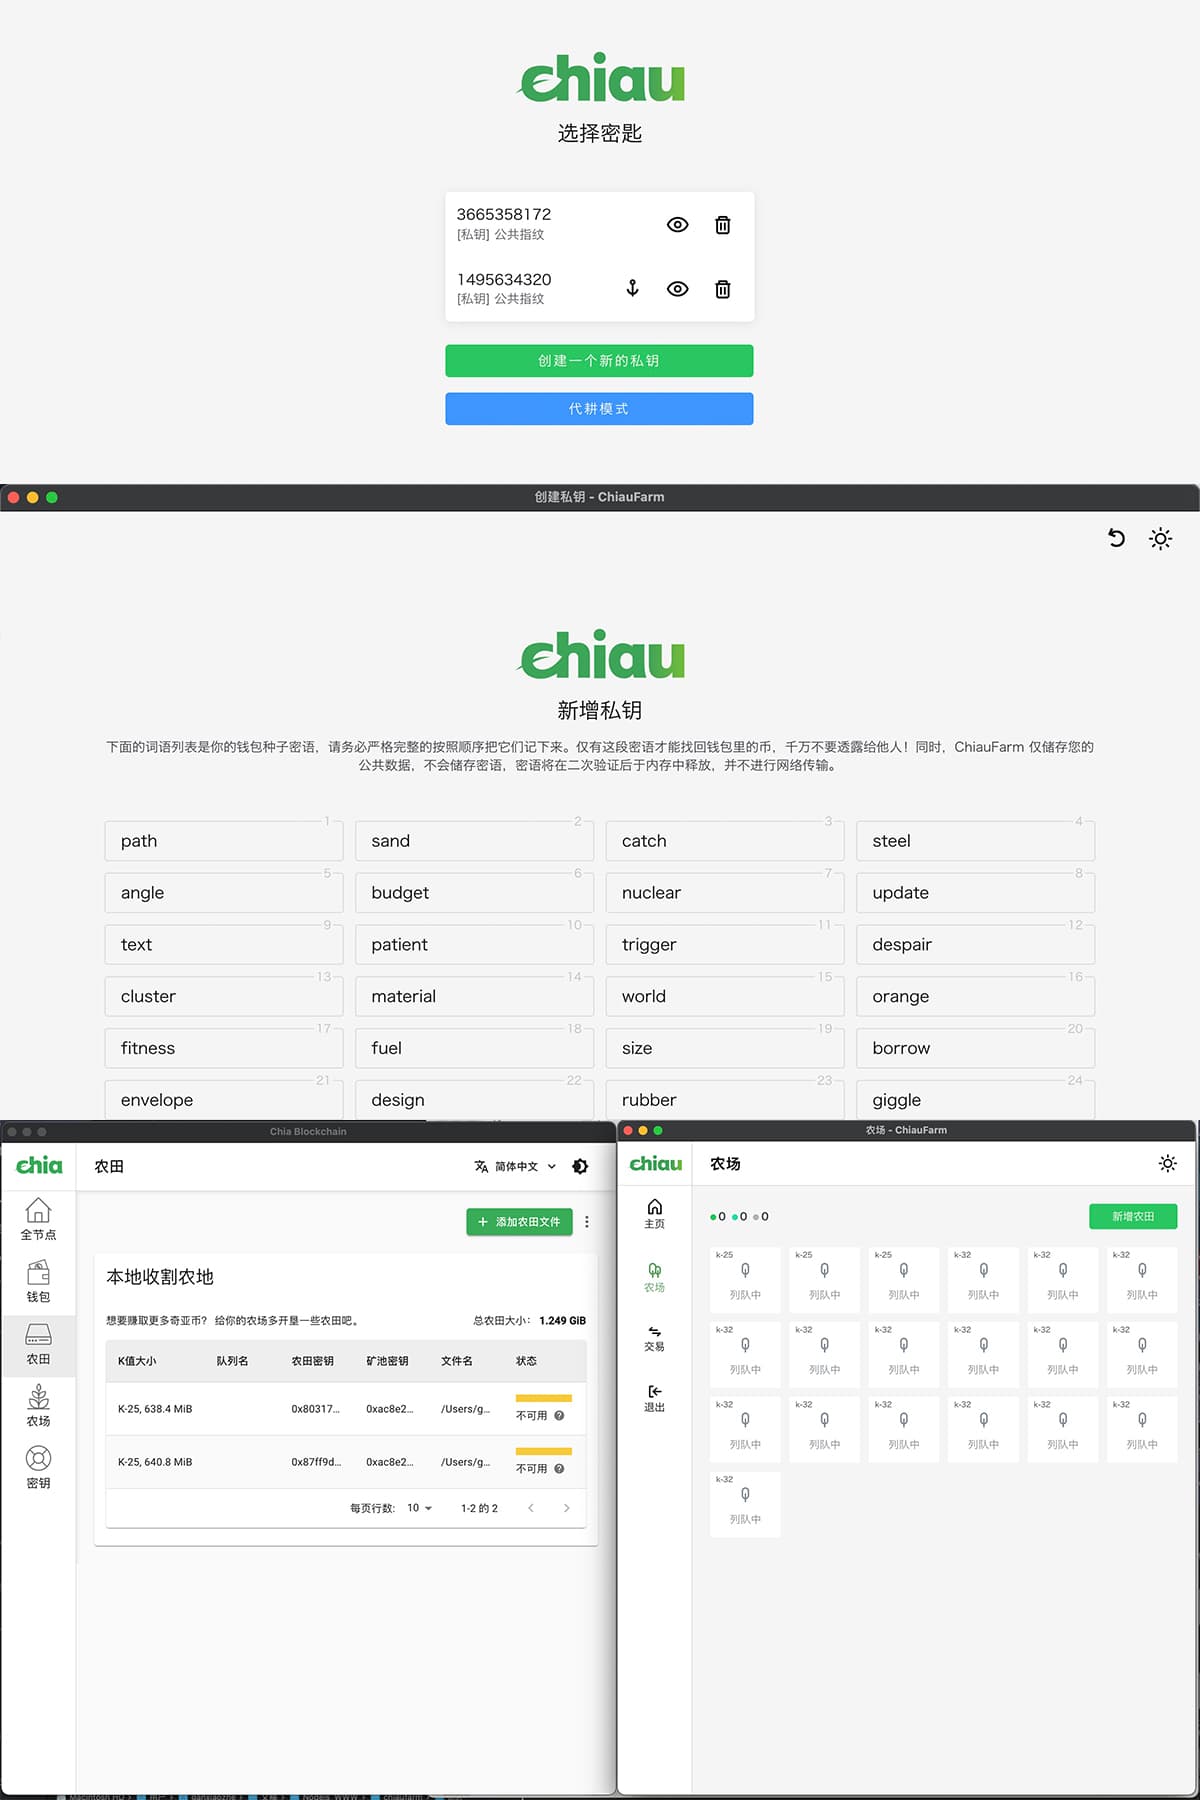 chiau
选择密匙
3665358172
[私钥] 公共指纹
1495634320
[私钥] 公共指纹
创建一个新的私钥
代耕模式
创建私钥 - ChiauFarm
chiau
新增私钥
下面的词语列表是你的钱包种子密语，请务必严格完整的按照顺序把它们记下来。仅有这段密语才能找回钱包里的币，千万不要透露给他人！同时，ChiauFarm 仅储存您的
公共数据，不会储存密语，密语将在二次验证后于内存中释放，并不进行网络传输。
1 2 3 4
path sand catch steel
5 6 7 8
angle budget nuclear update
9 10 11 12
text patient trigger despair
13 14 15 16
cluster material world orange
17 18 19 20
fitness fuel size borrow
21 22 23 24
envelope design rubber giggle
Chia Blockchain
chia
农田
简体中文
全节点
钱包
农田
农场
密钥
+ 添加农田文件
本地收割农地
想要赚取更多奇亚币？ 给你的农场多开垦一些农田吧。
总农田大小： 1.249 GiB
K值大小 队列名 农田密钥 矿池密钥 文件名 状态
K-25, 638.4 MiB 0x80317... 0xac8e2... /Users/g... 不可用
K-25, 640.8 MiB 0x87ff9d... 0xac8e2... /Users/g... 不可用
每页行数: 10 1-2 的 2
农场 - ChiauFarm
chiau
农场
主页
农场
交易
退出
0 0 0
新增农田
k-25 k-25 k-25 k-32 k-32 k-32
列队中 列队中 列队中 列队中 列队中 列队中
k-32 k-32 k-32 k-32 k-32 k-32
列队中 列队中 列队中 列队中 列队中 列队中
k-32 k-32 k-32 k-32 k-32 k-32
列队中 列队中 列队中 列队中 列队中 列队中
k-32
列队中